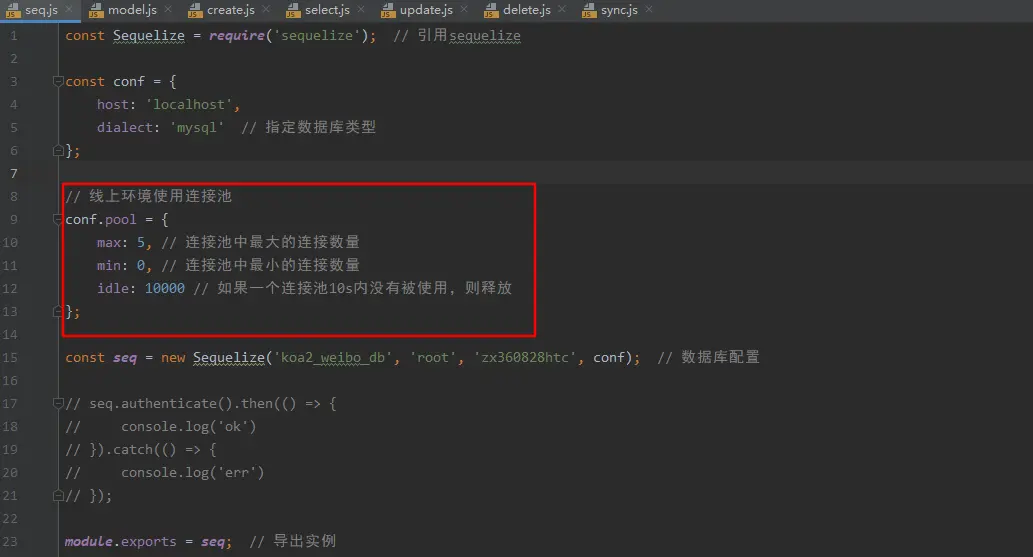 seq.js model.js create.js select.js update.js delete.js sync.js
1 const Sequelize = require('sequelize');  // 引用sequelize
2
3 const conf = {
4     host: 'localhost',
5     dialect: 'mysql'  // 指定数据库类型
6 };
7
8 // 线上环境使用连接池
9 conf.pool = {
10     max: 5, // 连接池中最大的连接数量
11     min: 0, // 连接池中最小的连接数量
12     idle: 10000 // 如果一个连接池10s内没有被使用，则释放
13 };
14
15 const seq = new Sequelize('koa2_weibo_db', 'root', 'zx360828htc', conf);  // 数据库配置
16
17 // seq.authenticate().then(() => {
18 //     console.log('ok')
19 // }).catch(() => {
20 //     console.log('err')
21 // });
22
23 module.exports = seq;  // 导出实例